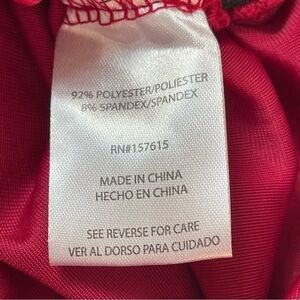 92% POLYESTER/POLIESTER
8% SPANDEX/SPANDEX
RN#157615
MADE IN CHINA
HECHO EN CHINA
SEE REVERSE FOR CARE
VER AL DORSO PARA CUIDADO